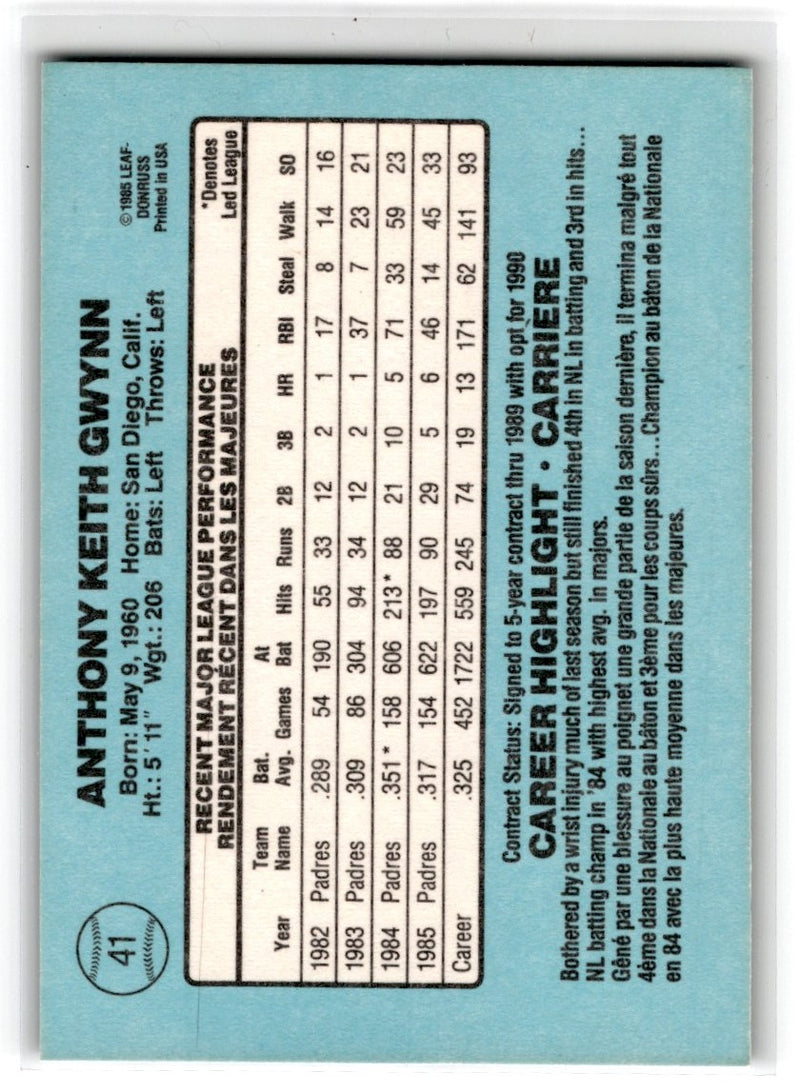 41
ANTHONY KEITH GWYNN
Born: May 9, 1960 Home: San Diego, Calif.
Ht.: 5' 11" Wgt.: 206 Bats: Left Throws: Left
© 1985 LEAF-
DONRUSS
Printed in USA
RECENT MAJOR LEAGUE PERFORMANCE
RENDEMENT RÉCENT DANS LES MAJEURES
*Denotes
Led League
Year Team Name Bat. Avg. Games At Bat Hits Runs 2B 3B HR RBI Steal Walk SO
1982 Padres .289 54 190 55 33 12 2 1 17 8 14 16
1983 Padres .309 86 304 94 34 12 2 1 37 7 23 21
1984 Padres .351* 158 606 213* 88 21 10 5 71 33 59 23
1985 Padres .317 154 622 197 90 29 5 6 46 14 45 33
Career .325 452 1722 559 245 74 19 13 171 62 141 93
Contract Status: Signed to 5-year contract thru 1989 with opt for 1990
CAREER HIGHLIGHT • CARRIÈRE
Bothered by a wrist injury much of last season but still finished 4th in NL in batting and 3rd in hits...
NL batting champ in '84 with highest avg. in majors.
Gêné par une blessure au poignet une grande partie de la saison dernière, il termina malgré tout
4ème dans la Nationale au bâton et 3ème pour les coups sûrs...Champion au bâton de la Nationale
en 84 avec la plus haute moyenne dans les majeures.